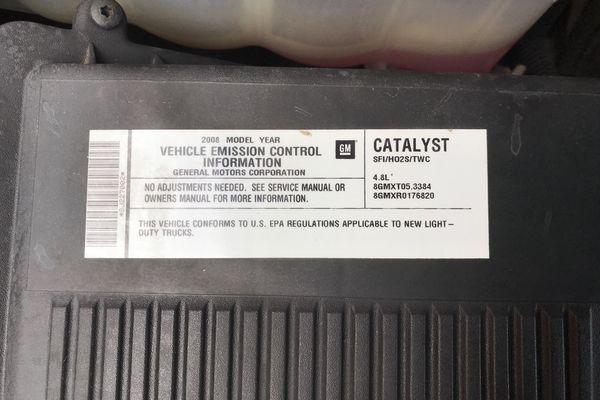 2008 MODEL YEAR
VEHICLE EMISSION CONTROL
INFORMATION
GENERAL MOTORS CORPORATION
GM
NO ADJUSTMENTS NEEDED. SEE SERVICE MANUAL OR
OWNERS MANUAL FOR MORE INFORMATION.
CATALYST
SFI/HO2S/TWC
4.8L
8GMXT05.3384
8GMXR0176820
THIS VEHICLE CONFORMS TO U.S. EPA REGULATIONS APPLICABLE TO NEW LIGHT-
DUTY TRUCKS.